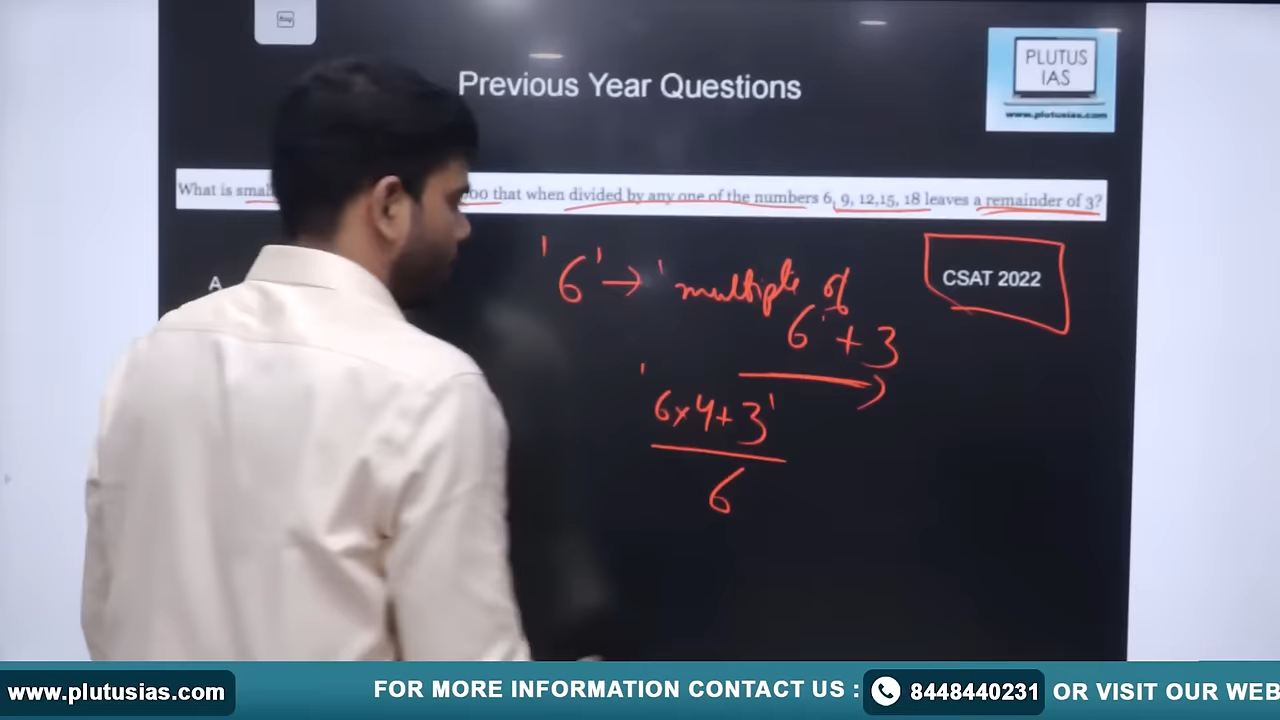 Previous Year Questions
PLUTUS
IAS
www.plutusias.com
What is 00 that when divided by any one of the numbers 6, 9, 12,15, 18 leaves a remainder of 3?
'6' → 'multiple of
6' + 3
CSAT 2022
A
'6×4+3'
6
www.plutusias.com
FOR MORE INFORMATION CONTACT US : 8448440231 OR VISIT OUR WEB